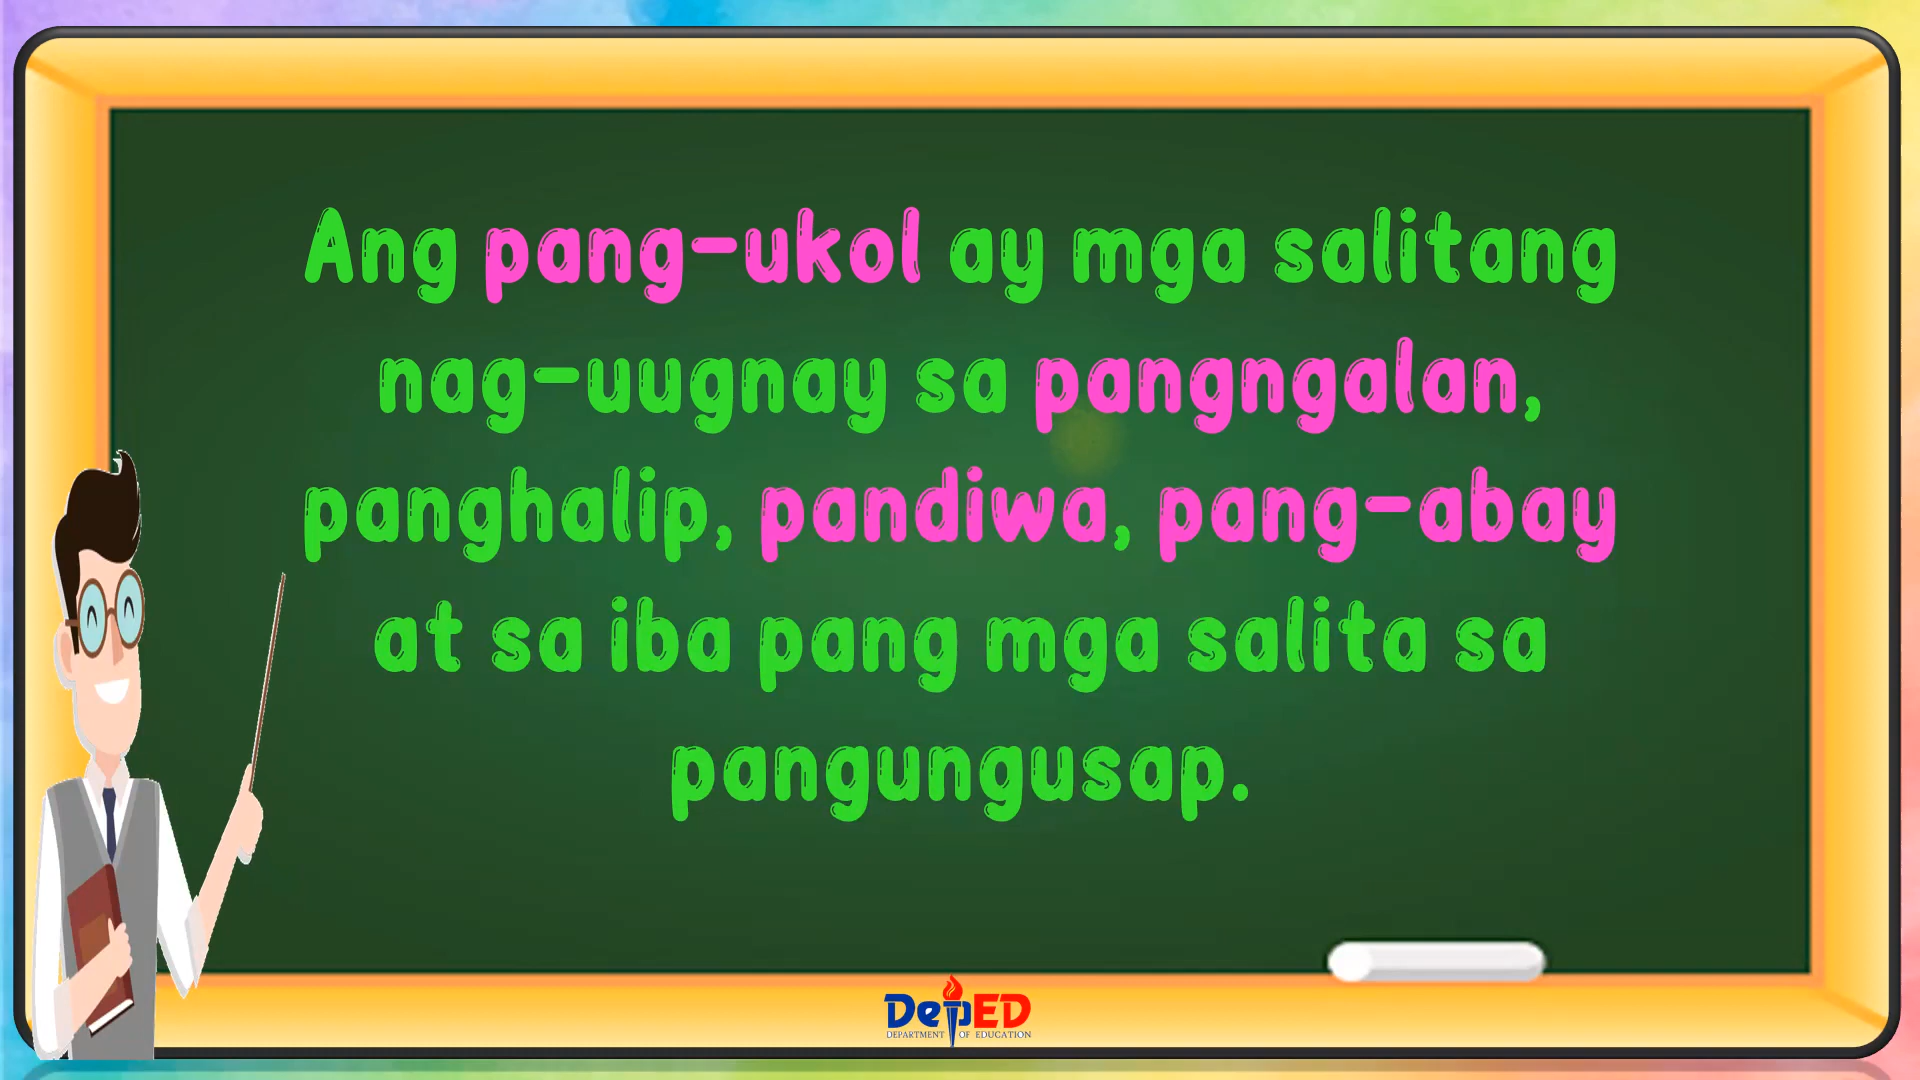 Ang pang-ukol ay mga salitang
nag-uugnay sa pangngalan,
panghalip, pandiwa, pang-abay
at sa iba pang mga salita sa
pangungusap.
DepED
DEPARTMENT OF EDUCATION